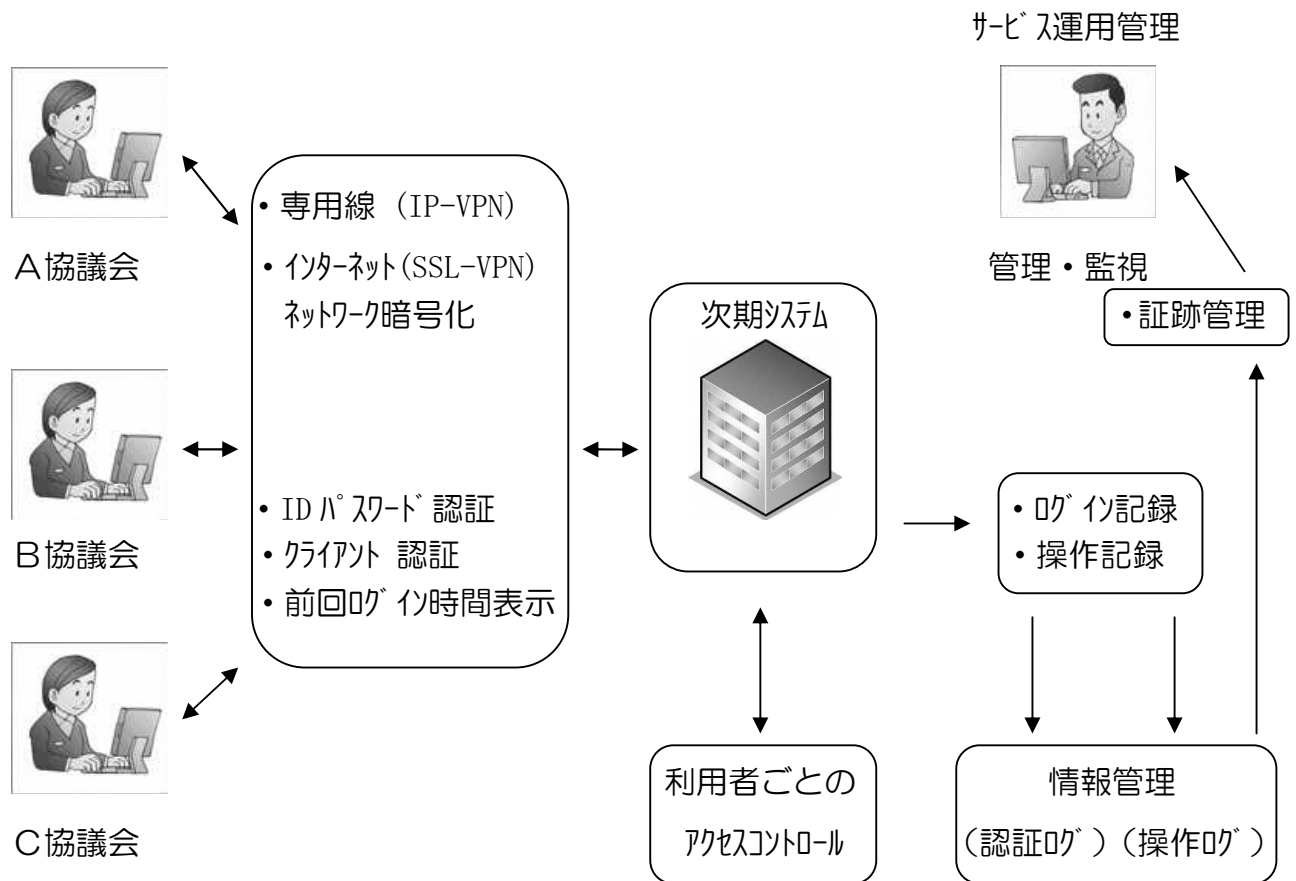 ｻｰﾋﾞｽ運用管理
A協議会
・専用線 (IP-VPN)
・ｲﾝﾀｰﾈｯﾄ(SSL-VPN)
ﾈｯﾄﾜｰｸ暗号化
管理・監視
・証跡管理
次期ｼｽﾃﾑ
B協議会
・IDﾊﾟｽﾜｰﾄﾞ認証
・ｸﾗｲｱﾝﾄ 認証
・前回ﾛｸﾞｲﾝ時間表示
・ﾛｸﾞｲﾝ記録
・操作記録
C協議会
利用者ごとの
ｱｸｾｽｺﾝﾄﾛｰﾙ
情報管理
(認証ﾛｸﾞ) (操作ﾛｸﾞ)